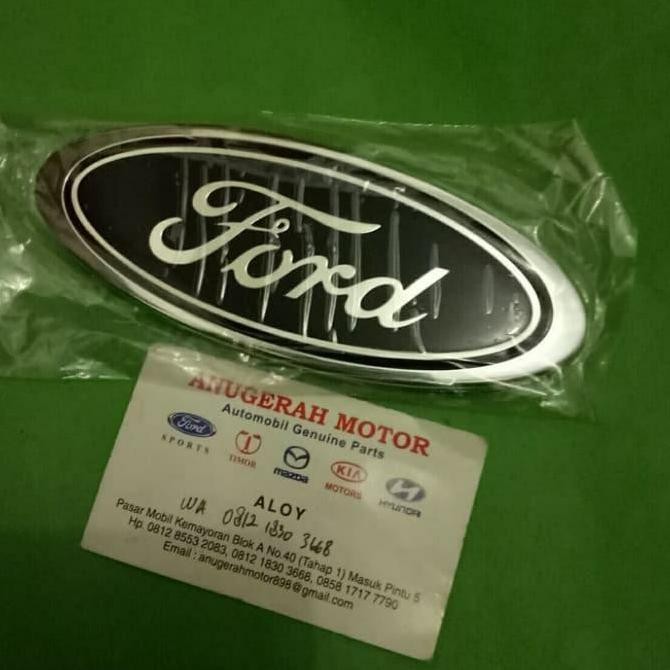 Ford
ANUGERAH MOTOR
Automobil Genuine Parts
Ford
SPORTS
TIMOR
mazda
KIA
MOTORS
HYUNDAI
ALOY
WA 0812 1830 3668
Pasar Mobil Kemayoran Blok A No.40 (Tahap 1) Masuk Pintu 5
Hp. 0812 8553 2083, 0812 1830 3668, 0858 1717 7790
Email : anugerahmotor898@gmail.com